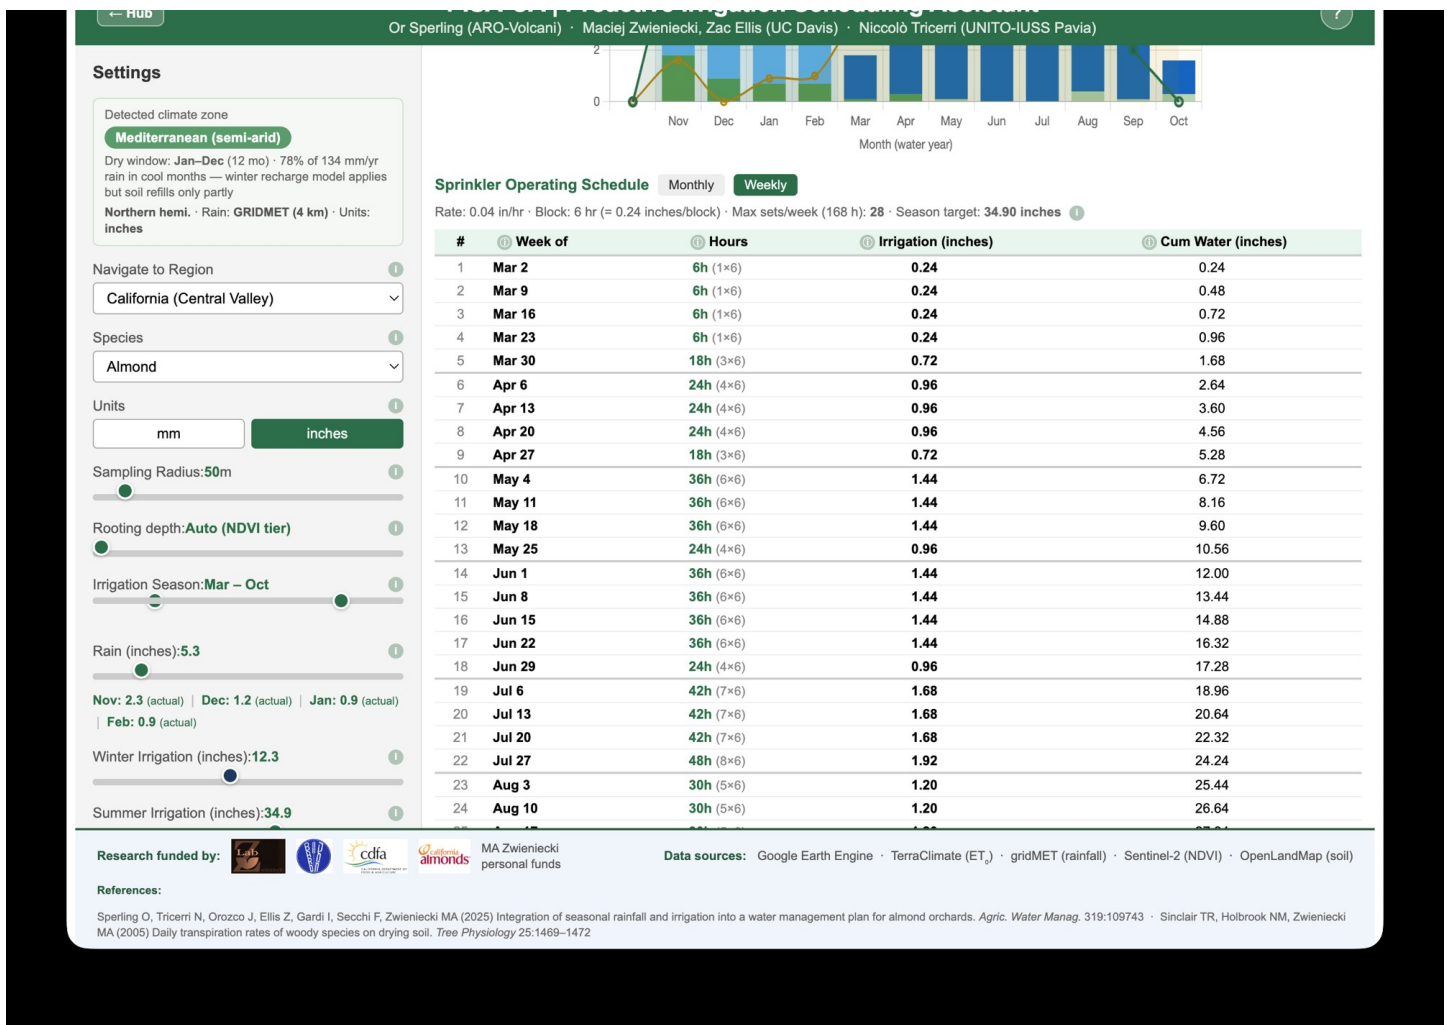 ← Hub
Or Sperling (ARO-Volcani) · Maciej Zwieniecki, Zac Ellis (UC Davis) · Niccolò Tricerri (UNITO-IUSS Pavia)
?
Settings
Detected climate zone
Mediterranean (semi-arid)
Dry window: Jan–Dec (12 mo) · 78% of 134 mm/yr
rain in cool months — winter recharge model applies
but soil refills only partly
Northern hemi. · Rain: GRIDMET (4 km) · Units:
inches
Navigate to Region
California (Central Valley)
Species
Almond
Units
mm inches
Sampling Radius:50m
Rooting depth:Auto (NDVI tier)
Irrigation Season:Mar – Oct
Rain (inches):5.3
Nov: 2.3 (actual) | Dec: 1.2 (actual) | Jan: 0.9 (actual)
| Feb: 0.9 (actual)
Winter Irrigation (inches):12.3
Summer Irrigation (inches):34.9
2
0
Nov Dec Jan Feb Mar Apr May Jun Jul Aug Sep Oct
Month (water year)
Sprinkler Operating Schedule Monthly Weekly
Rate: 0.04 in/hr · Block: 6 hr (= 0.24 inches/block) · Max sets/week (168 h): 28 · Season target: 34.90 inches
# Week of Hours Irrigation (inches) Cum Water (inches)
1 Mar 2 6h (1×6) 0.24 0.24
2 Mar 9 6h (1×6) 0.24 0.48
3 Mar 16 6h (1×6) 0.24 0.72
4 Mar 23 6h (1×6) 0.24 0.96
5 Mar 30 18h (3×6) 0.72 1.68
6 Apr 6 24h (4×6) 0.96 2.64
7 Apr 13 24h (4×6) 0.96 3.60
8 Apr 20 24h (4×6) 0.96 4.56
9 Apr 27 18h (3×6) 0.72 5.28
10 May 4 36h (6×6) 1.44 6.72
11 May 11 36h (6×6) 1.44 8.16
12 May 18 36h (6×6) 1.44 9.60
13 May 25 24h (4×6) 0.96 10.56
14 Jun 1 36h (6×6) 1.44 12.00
15 Jun 8 36h (6×6) 1.44 13.44
16 Jun 15 36h (6×6) 1.44 14.88
17 Jun 22 36h (6×6) 1.44 16.32
18 Jun 29 24h (4×6) 0.96 17.28
19 Jul 6 42h (7×6) 1.68 18.96
20 Jul 13 42h (7×6) 1.68 20.64
21 Jul 20 42h (7×6) 1.68 22.32
22 Jul 27 48h (8×6) 1.92 24.24
23 Aug 3 30h (5×6) 1.20 25.44
24 Aug 10 30h (5×6) 1.20 26.64
Research funded by: Lab cdfa california almonds MA Zwieniecki
personal funds
Data sources: Google Earth Engine · TerraClimate (ETo) · gridMET (rainfall) · Sentinel-2 (NDVI) · OpenLandMap (soil)
References:
Sperling O, Tricerri N, Orozco J, Ellis Z, Gardi I, Secchi F, Zwieniecki MA (2025) Integration of seasonal rainfall and irrigation into a water management plan for almond orchards. Agric. Water Manag. 319:109743 · Sinclair TR, Holbrook NM, Zwieniecki
MA (2005) Daily transpiration rates of woody species on drying soil. Tree Physiology 25:1469–1472